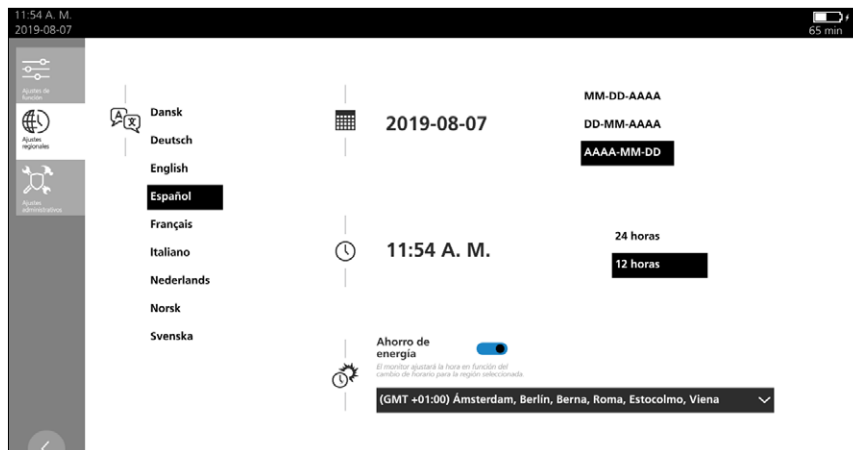 11:54 A. M.
2019-08-07
65 min
Ajustes de
función
Ajustes
regionales
Ajustes
administrativos
Dansk
Deutsch
English
Español
Français
Italiano
Nederlands
Norsk
Svenska
2019-08-07
MM-DD-AAAA
DD-MM-AAAA
AAAA-MM-DD
11:54 A. M.
24 horas
12 horas
Ahorro de
energía
El monitor ajustará la hora en función del
cambio de horario para la región seleccionada.
(GMT +01:00) Ámsterdam, Berlín, Berna, Roma, Estocolmo, Viena